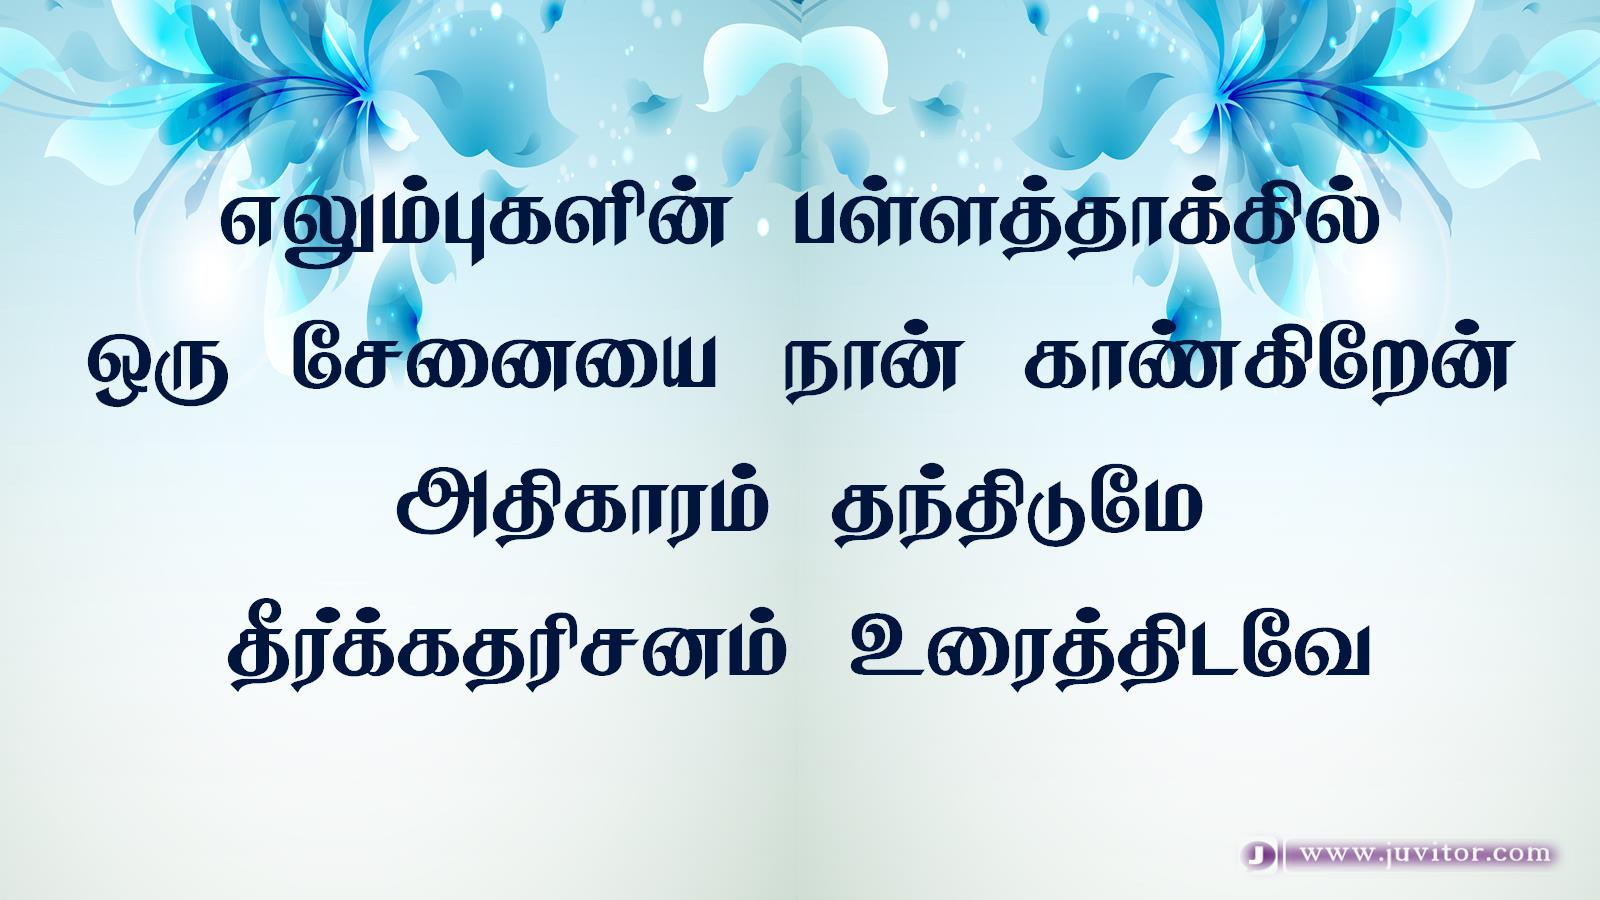 எலும்புகளின் பள்ளத்தாக்கில்
ஒரு சேனையை நான் காண்கிறேன்
அதிகாரம் தந்திடுமே
தீர்க்கதரிசனம் உரைத்திடவே
J www.juvitor.com